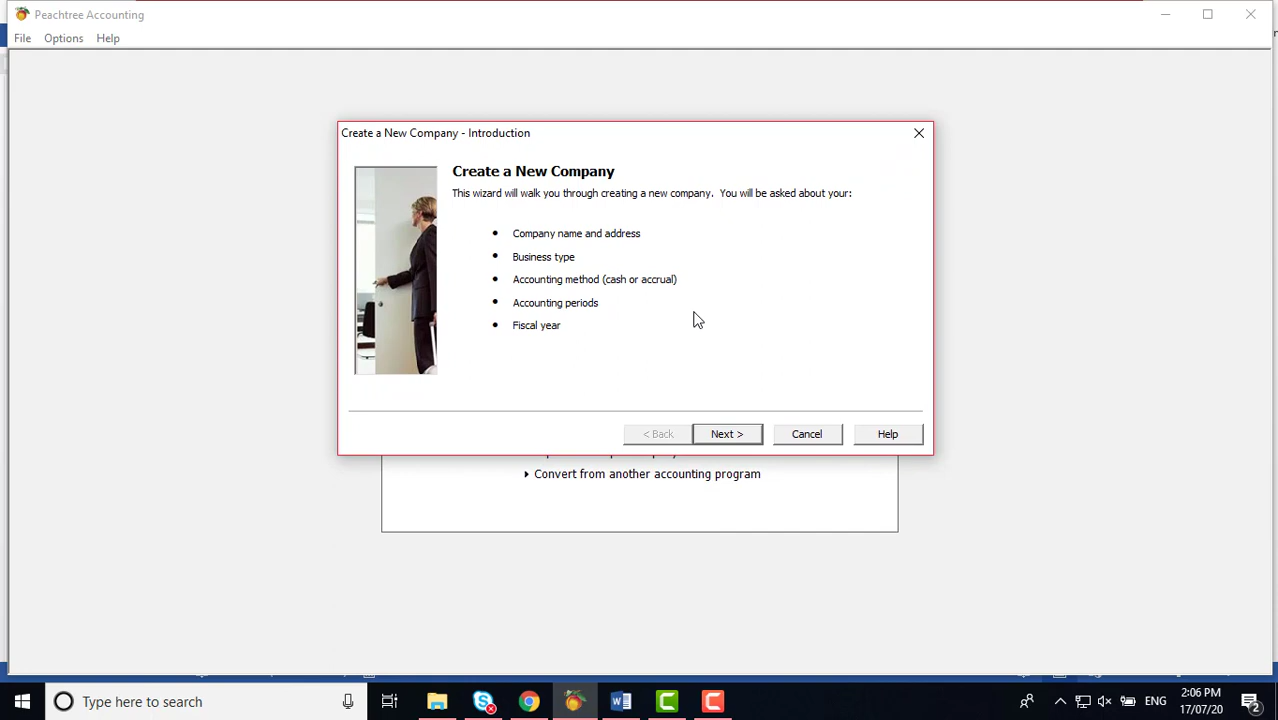 Peachtree Accounting
File Options Help
Create a New Company - Introduction
Create a New Company
This wizard will walk you through creating a new company. You will be asked about your:
• Company name and address
• Business type
• Accounting method (cash or accrual)
• Accounting periods
• Fiscal year
< Back Next > Cancel Help
Convert from another accounting program
Type here to search
ENG
2:06 PM
17/07/20
2